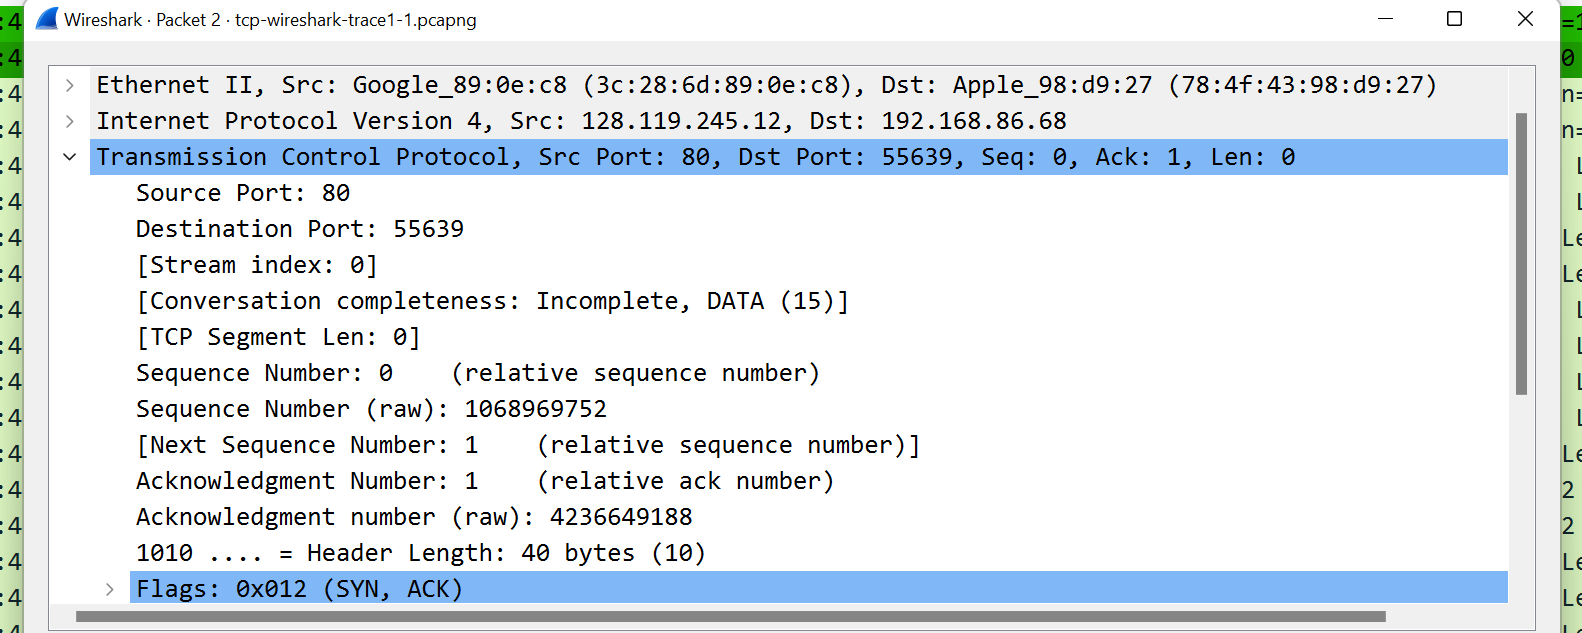 Wireshark · Packet 2 · tcp-wireshark-trace1-1.pcapng
Ethernet II, Src: Google_89:0e:c8 (3c:28:6d:89:0e:c8), Dst: Apple_98:d9:27 (78:4f:43:98:d9:27)
Internet Protocol Version 4, Src: 128.119.245.12, Dst: 192.168.86.68
Transmission Control Protocol, Src Port: 80, Dst Port: 55639, Seq: 0, Ack: 1, Len: 0
Source Port: 80
Destination Port: 55639
[Stream index: 0]
[Conversation completeness: Incomplete, DATA (15)]
[TCP Segment Len: 0]
Sequence Number: 0    (relative sequence number)
Sequence Number (raw): 1068969752
[Next Sequence Number: 1    (relative sequence number)]
Acknowledgment Number: 1    (relative ack number)
Acknowledgment number (raw): 4236649188
1010 .... = Header Length: 40 bytes (10)
Flags: 0x012 (SYN, ACK)